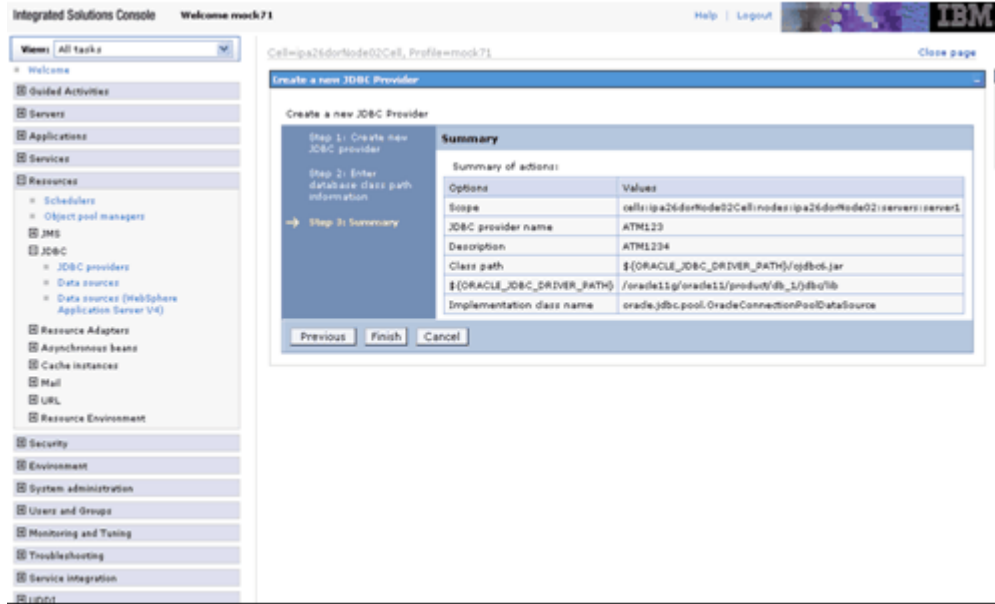 Integrated Solutions Console Welcome mock71
Help | Logout
IBM
View: All tasks
Cell=ipa26dorNode02Cell, Profile=mock71
Close page
Welcome
Guided Activities
Servers
Applications
Services
Resources
Schedulers
Object pool managers
JMS
JDBC
JDBC providers
Data sources
Data sources (WebSphere
Application Server V4)
Resource Adapters
Asynchronous beans
Cache instances
Mail
URL
Resource Environment
Security
Environment
System administration
Users and Groups
Monitoring and Tuning
Troubleshooting
Service integration
UDDI
Create a new JDBC Provider
Create a new JDBC Provider
Step 1: Create new
JDBC provider
Step 2: Enter
database class path
information
Step 3: Summary
Summary
Summary of actions:
Options Values
Scope cells:ipa26dorNode02Cell:nodes:ipa26dorNode02:servers:server1
JDBC provider name ATM123
Description ATM1234
Class path ${ORACLE_JDBC_DRIVER_PATH}/ojdbc6.jar
${ORACLE_JDBC_DRIVER_PATH} /oracle11g/oracle11/product/db_1/jdbc/lib
Implementation class name oracle.jdbc.pool.OracleConnectionPoolDataSource
Previous Finish Cancel